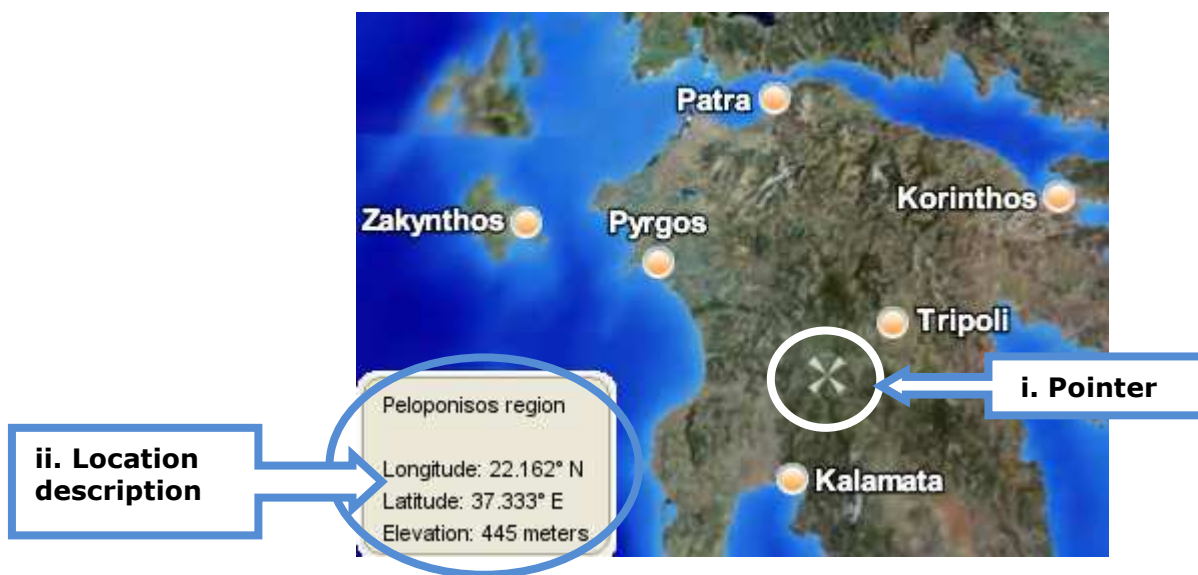 Patra
Korinthos
Zakynthos
Pyrgos
Tripoli
i. Pointer
Peloponisos region
ii. Location
description
Longitude: 22.162° N
Latitude: 37.333° E
Elevation: 445 meters
Kalamata